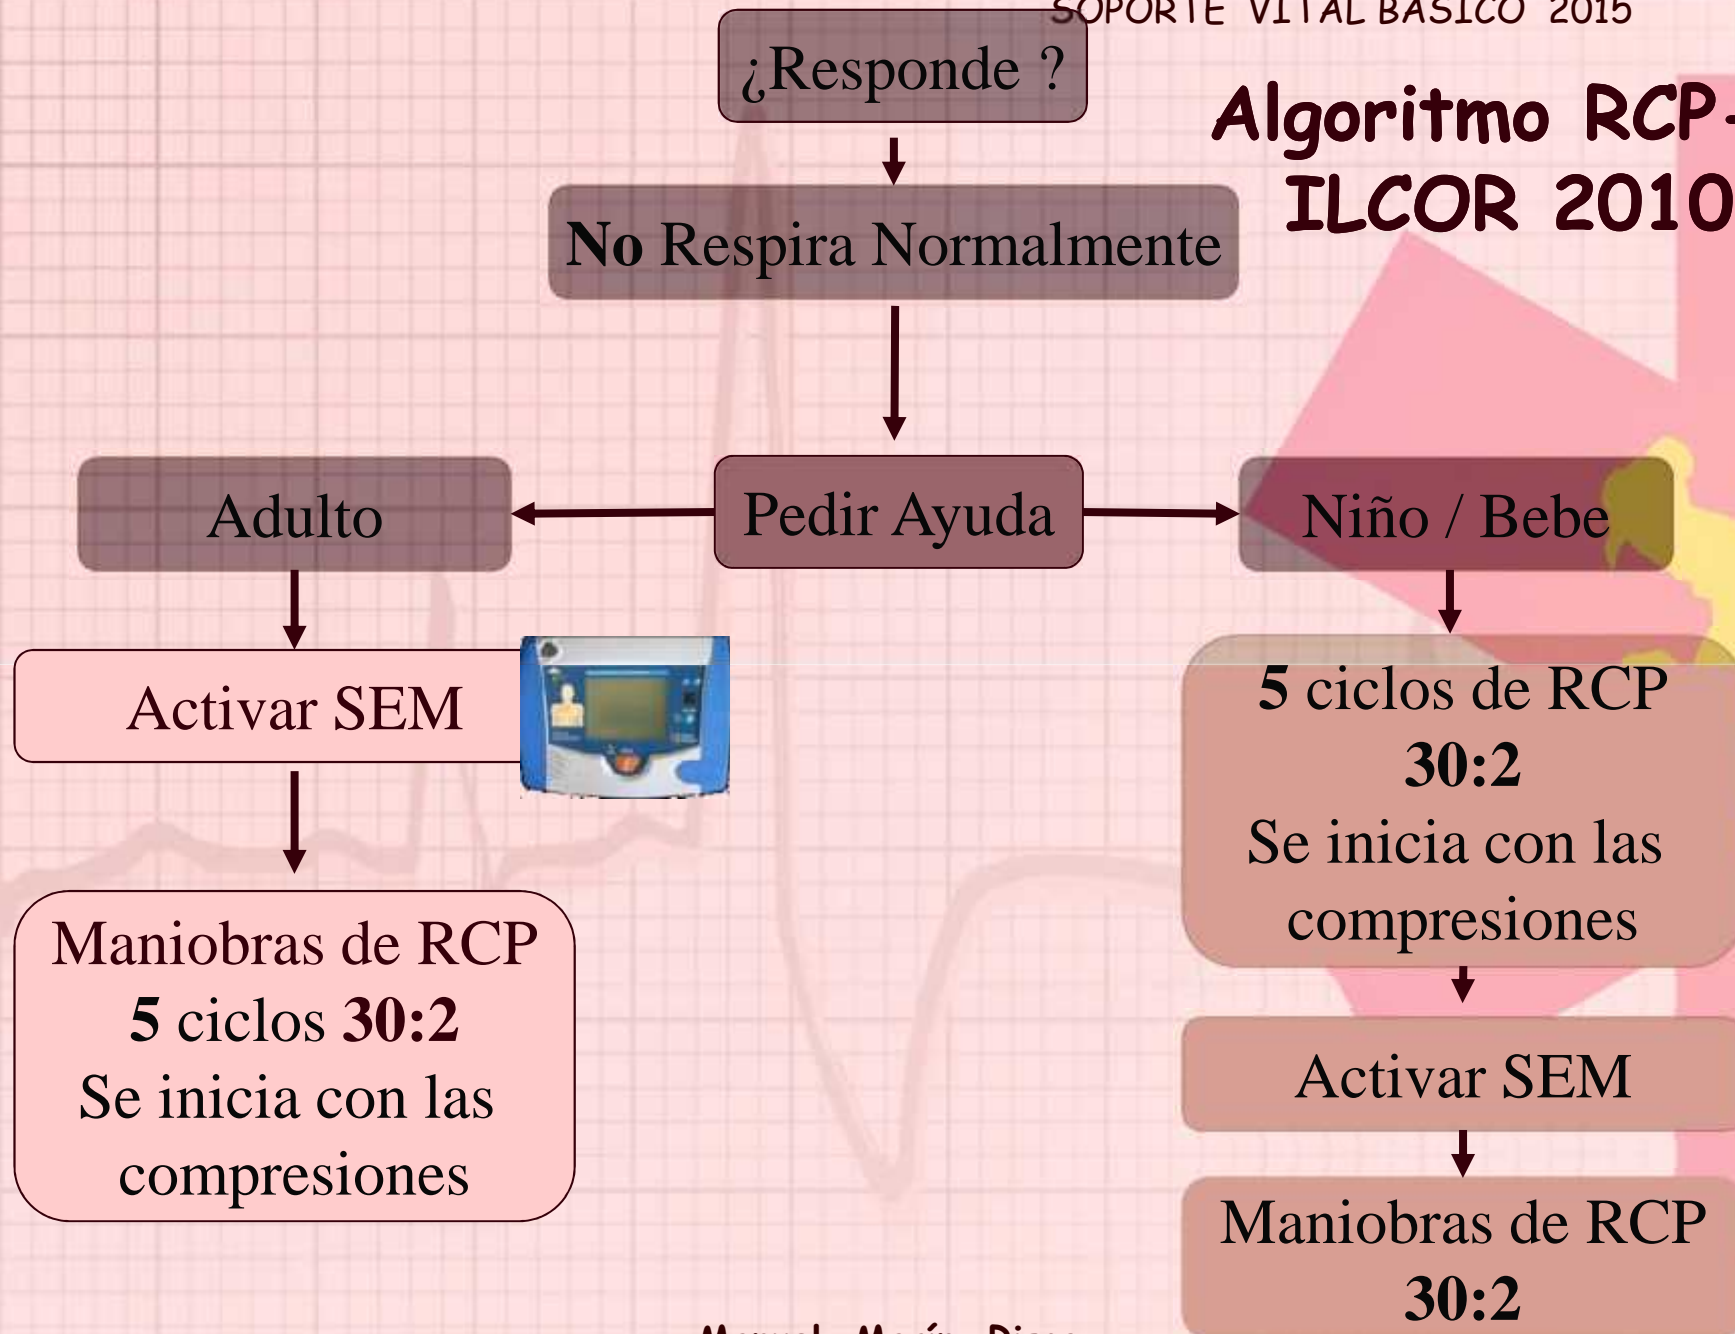 SOPORTE VITAL BASICO 2015
¿Responde ?
Algoritmo RCP-
ILCOR 2010
No Respira Normalmente
Pedir Ayuda
Adulto
Activar SEM
Maniobras de RCP
5 ciclos 30:2
Se inicia con las
compresiones
Niño / Bebe
5 ciclos de RCP
30:2
Se inicia con las
compresiones
Activar SEM
Maniobras de RCP
30:2